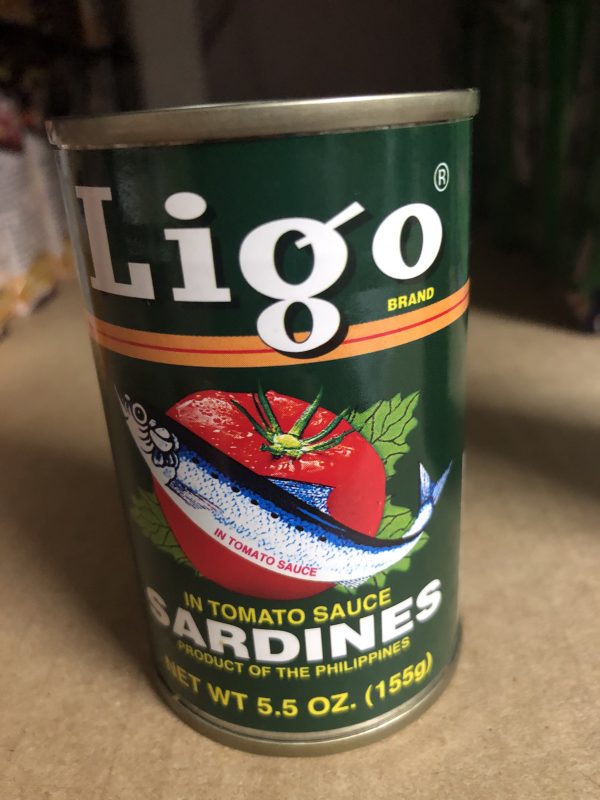 Ligo®
BRAND
IN TOMATO SAUCE
IN TOMATO SAUCE
SARDINES
PRODUCT OF THE PHILIPPINES
NET WT 5.5 OZ. (155g)